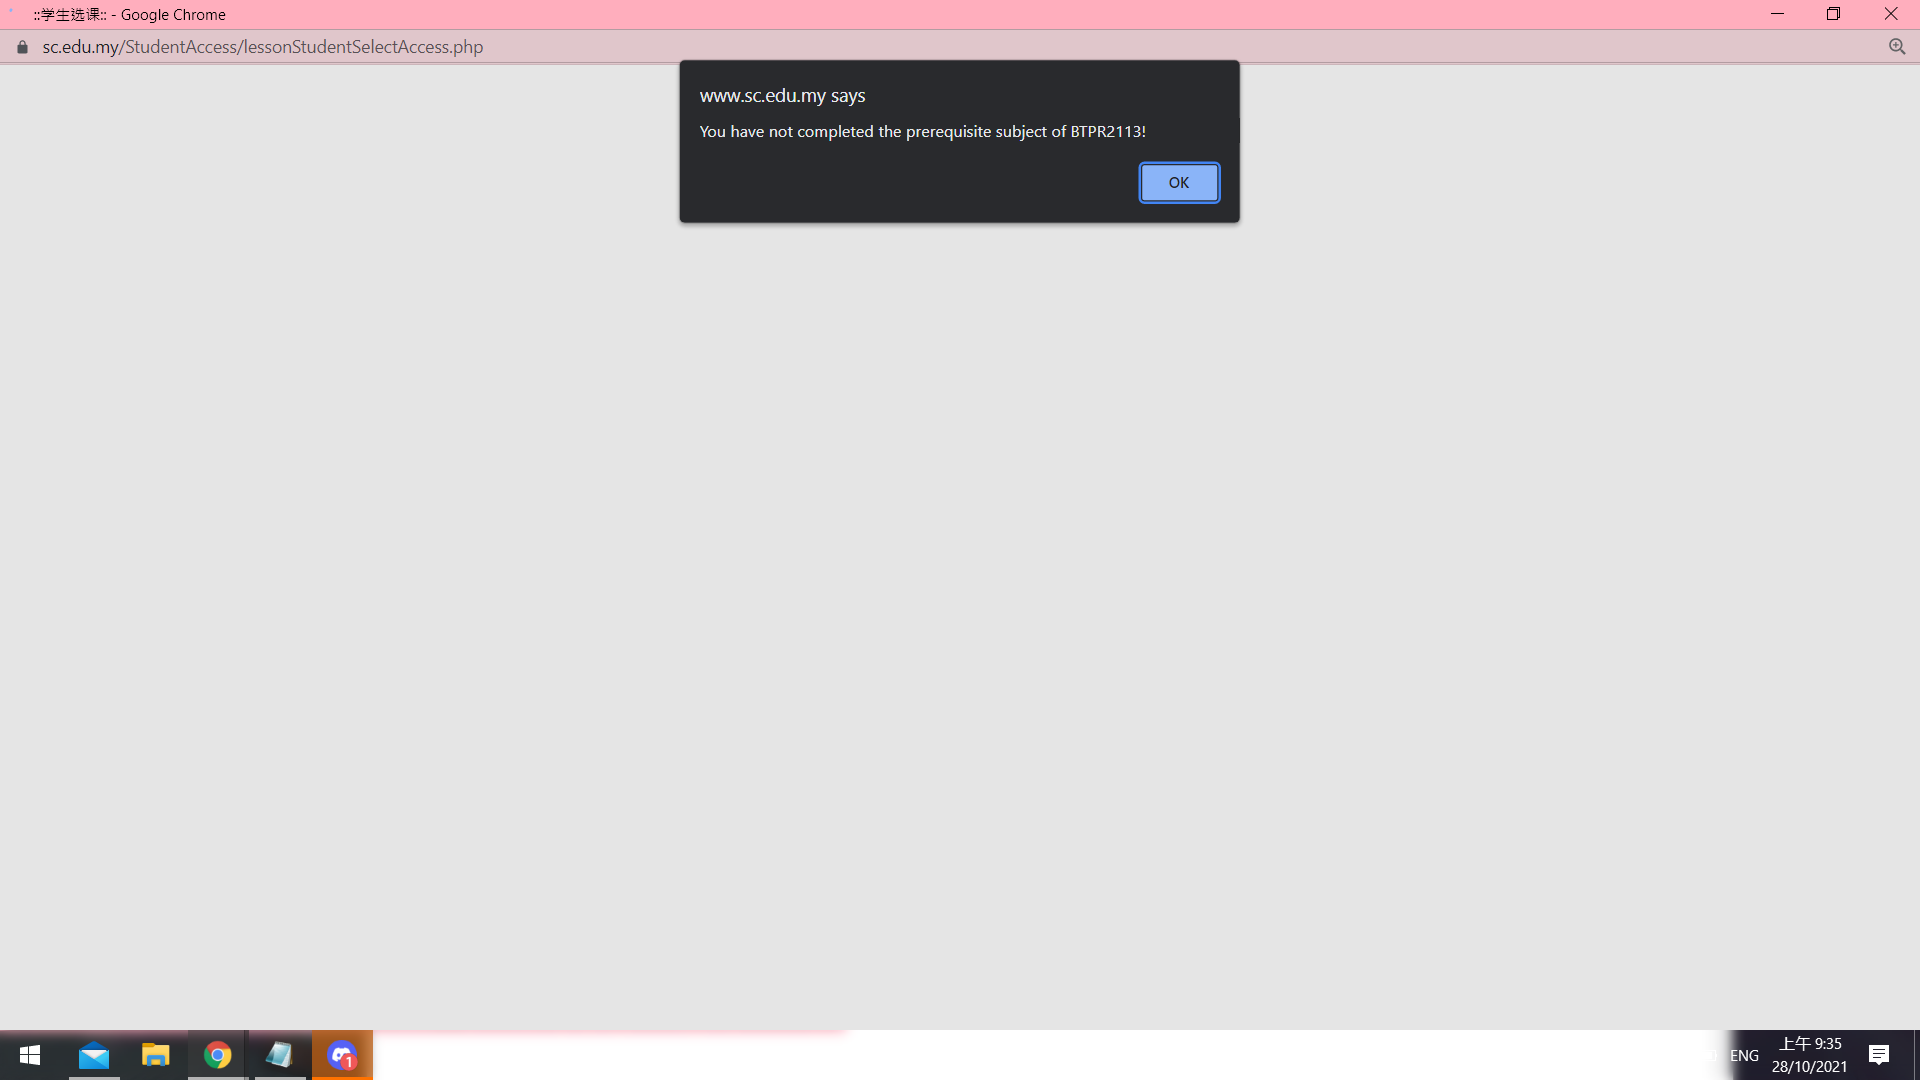 ::学生选课:: - Google Chrome
sc.edu.my/StudentAccess/lessonStudentSelectAccess.php
www.sc.edu.my says
You have not completed the prerequisite subject of BTPR2113!
OK
1
ENG
上午 9:35
28/10/2021